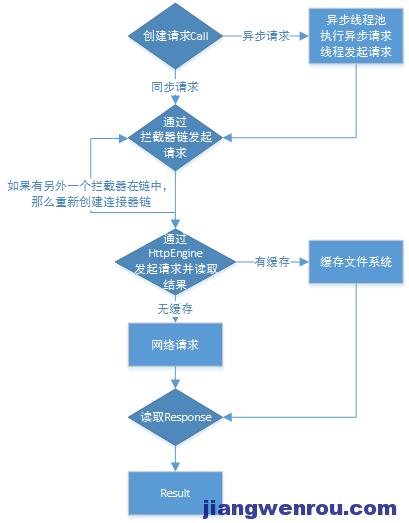 创建请求Call
异步请求
异步线程池
执行异步请求
线程发起请求
同步请求
通过
拦截器链发起
请求
如果有另外一个拦截器在链中,
那么重新创建连接器链
通过
HttpEngine
发起请求并读取
结果
有缓存
缓存文件系统
无缓存
网络请求
读取Response
Result
jiangwenrou.com